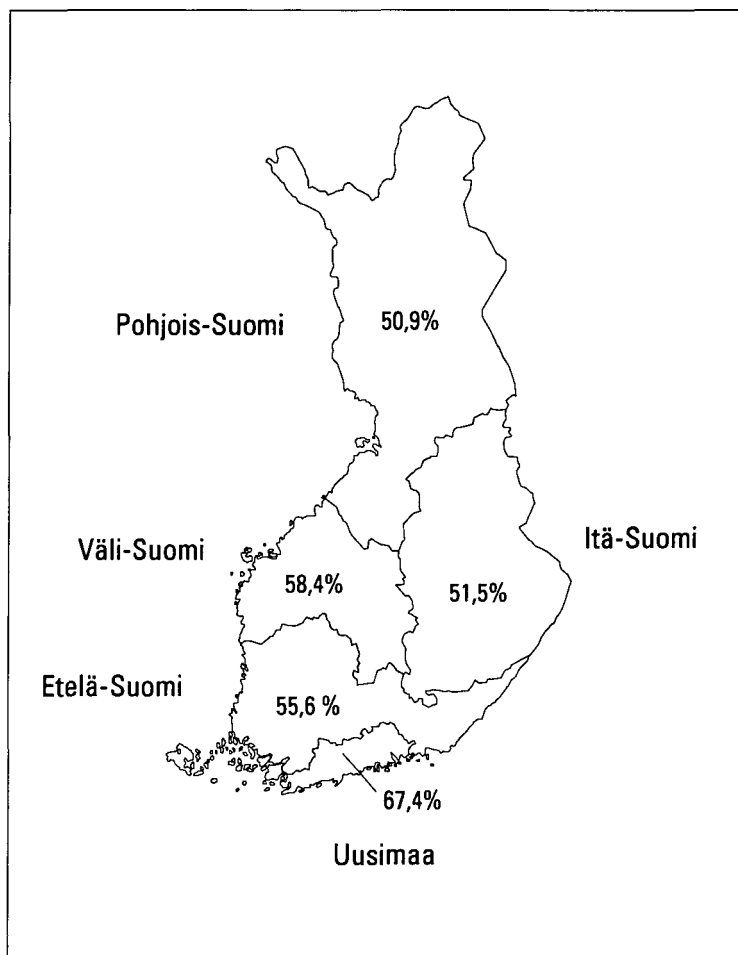 Pohjois-Suomi
50,9%
Väli-Suomi
58,4%
51,5%
Itä-Suomi
Etelä-Suomi
55,6 %
67,4%
Uusimaa